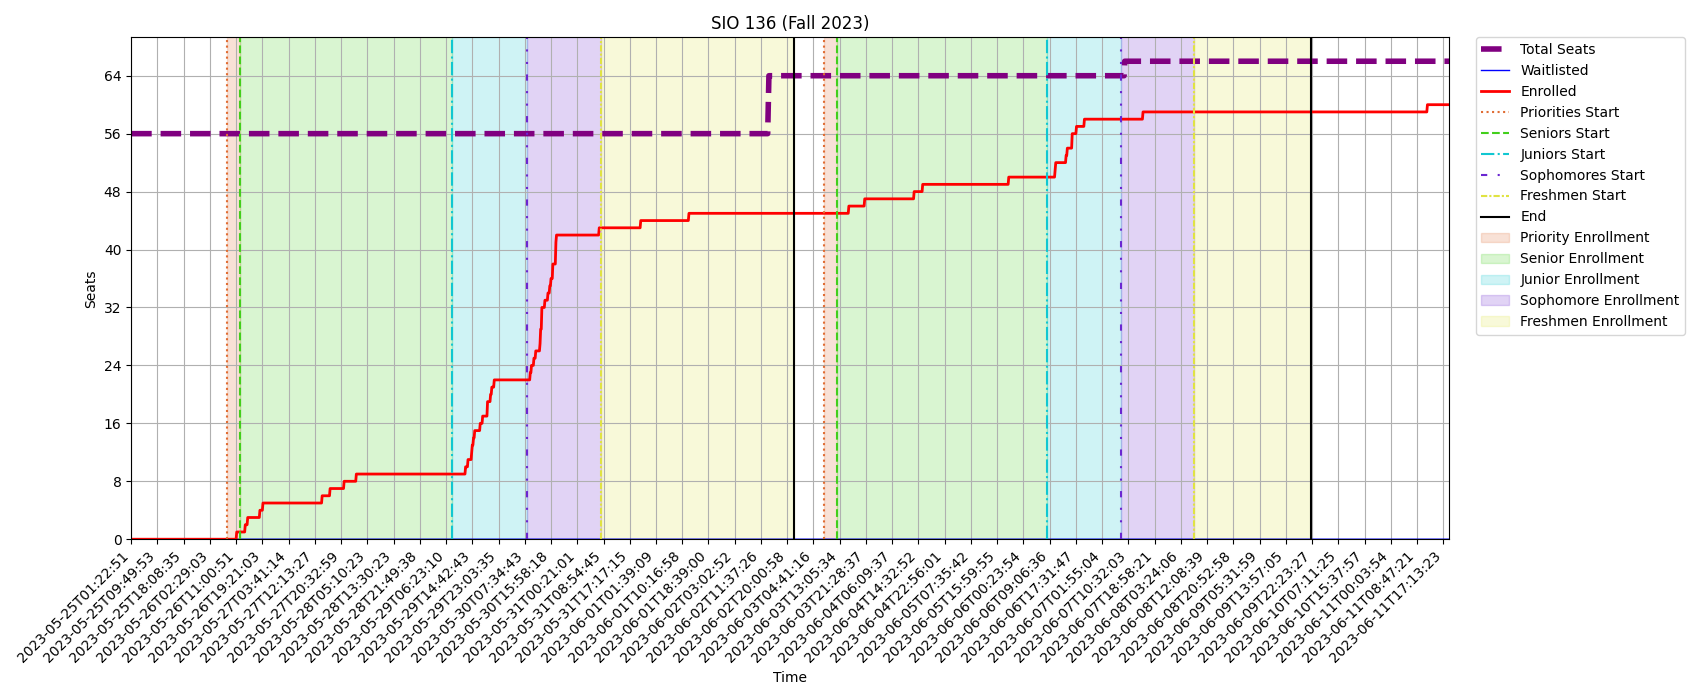 SIO 136 (Fall 2023)
Seats
64
56
48
40
32
24
16
8
0
2023-05-25T01:22:51
2023-05-25T09:49:53
2023-05-25T18:08:35
2023-05-26T02:29:03
2023-05-26T11:00:51
2023-05-26T19:21:03
2023-05-27T03:41:14
2023-05-27T12:13:27
2023-05-27T20:32:59
2023-05-28T05:10:23
2023-05-28T13:30:23
2023-05-28T21:49:38
2023-05-29T06:23:10
2023-05-29T14:42:43
2023-05-29T23:03:35
2023-05-30T07:34:43
2023-05-30T15:58:18
2023-05-31T00:21:01
2023-05-31T08:54:45
2023-05-31T17:17:15
2023-06-01T01:39:09
2023-06-01T10:16:58
2023-06-01T18:39:00
2023-06-02T03:02:52
2023-06-02T11:37:26
2023-06-02T20:00:58
2023-06-03T04:41:16
2023-06-03T13:05:34
2023-06-03T21:28:37
2023-06-04T06:09:37
2023-06-04T14:32:52
2023-06-04T22:56:01
2023-06-05T07:35:42
2023-06-05T15:59:55
2023-06-06T00:23:54
2023-06-06T09:06:36
2023-06-06T17:31:47
2023-06-07T01:55:04
2023-06-07T10:32:03
2023-06-07T18:58:21
2023-06-08T03:24:06
2023-06-08T12:08:39
2023-06-08T20:52:58
2023-06-09T05:31:59
2023-06-09T13:57:05
2023-06-09T22:23:27
2023-06-10T07:11:25
2023-06-10T15:37:57
2023-06-11T00:03:54
2023-06-11T08:47:21
2023-06-11T17:13:23
Time
Total Seats
Waitlisted
Enrolled
Priorities Start
Seniors Start
Juniors Start
Sophomores Start
Freshmen Start
End
Priority Enrollment
Senior Enrollment
Junior Enrollment
Sophomore Enrollment
Freshmen Enrollment